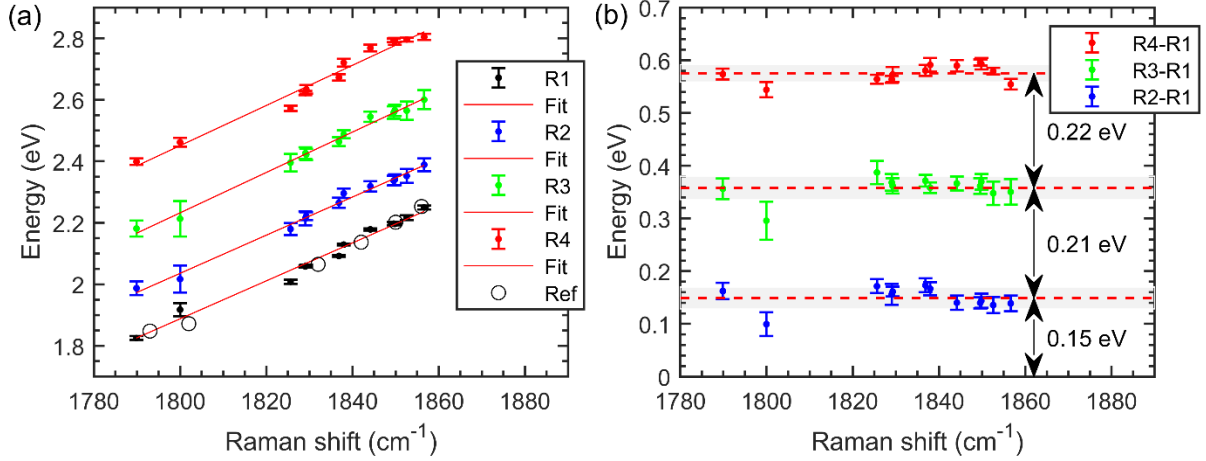 (a)
2.8
2.6
2.4
2.2
2
1.8
Energy (eV)
1780
1800
1820
1840
1860
1880
Raman shift (cm⁻¹)
R1
Fit
R2
Fit
R3
Fit
R4
Fit
Ref
(b)
0.7
0.6
0.5
0.4
0.3
0.2
0.1
0
Energy (eV)
1780
1800
1820
1840
1860
1880
Raman shift (cm⁻¹)
R4-R1
R3-R1
R2-R1
0.22 eV
0.21 eV
0.15 eV